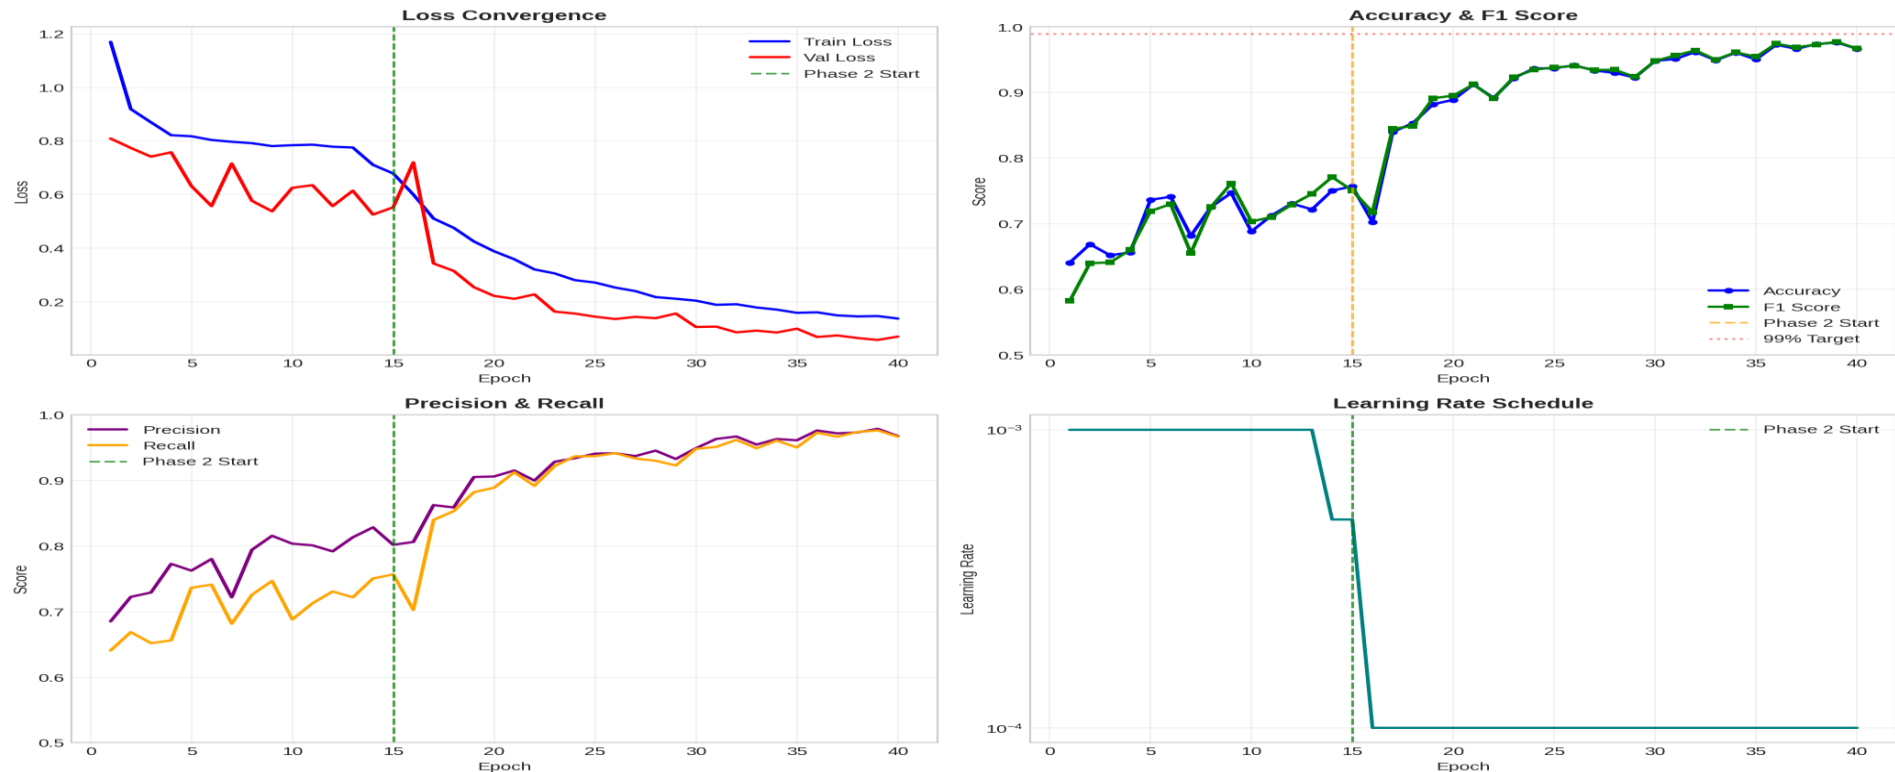 Loss Convergence
1.2
1.0
0.8
0.6
0.4
0.2
Loss
Train Loss
Val Loss
Phase 2 Start
0 5 10 15 20 25 30 35 40
Epoch
Accuracy & F1 Score
1.0
0.9
0.8
0.7
0.6
0.5
Score
Accuracy
F1 Score
Phase 2 Start
99% Target
0 5 10 15 20 25 30 35 40
Epoch
Precision & Recall
1.0
0.9
0.8
0.7
0.6
0.5
Score
Precision
Recall
Phase 2 Start
0 5 10 15 20 25 30 35 40
Epoch
Learning Rate Schedule
10⁻³
10⁻⁴
Learning Rate
Phase 2 Start
0 5 10 15 20 25 30 35 40
Epoch